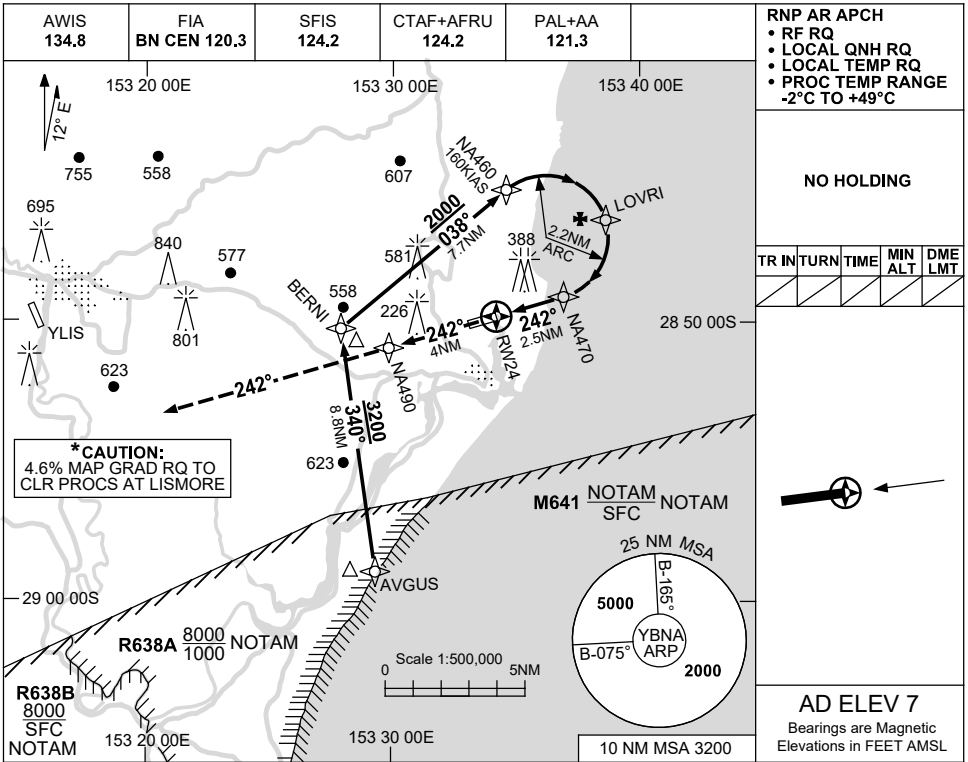 AWIS
134.8
FIA
BN CEN 120.3
SFIS
124.2
CTAF+AFRU
124.2
PAL+AA
121.3
RNP AR APCH
• RF RQ
• LOCAL QNH RQ
• LOCAL TEMP RQ
• PROC TEMP RANGE
-2°C TO +49°C
NO HOLDING
TR IN
TURN
TIME
MIN
ALT
DME
LMT
153 20 00E
153 30 00E
153 40 00E
12° E
755
558
607
NA460
160KIAS
LOVRI
695
840
577
2000
038°
7.7NM
581
388
2.2NM
ARC
BERNI
558
226
801
YLIS
242°
4NM
RW24
242°
2.5NM
NA470
28 50 00S
NA490
623
242°
3200
340°
8.8NM
*CAUTION:
4.6% MAP GRAD RQ TO
CLR PROCS AT LISMORE
623
M641 NOTAM
SFC
NOTAM
25 NM MSA
AVGUS
29 00 00S
B-165°
5000
YBNA
ARP
B-075°
2000
R638A 8000
1000
NOTAM
Scale 1:500,000
0
5NM
R638B
8000
SFC
NOTAM
153 20 00E
153 30 00E
10 NM MSA 3200
AD ELEV 7
Bearings are Magnetic
Elevations in FEET AMSL